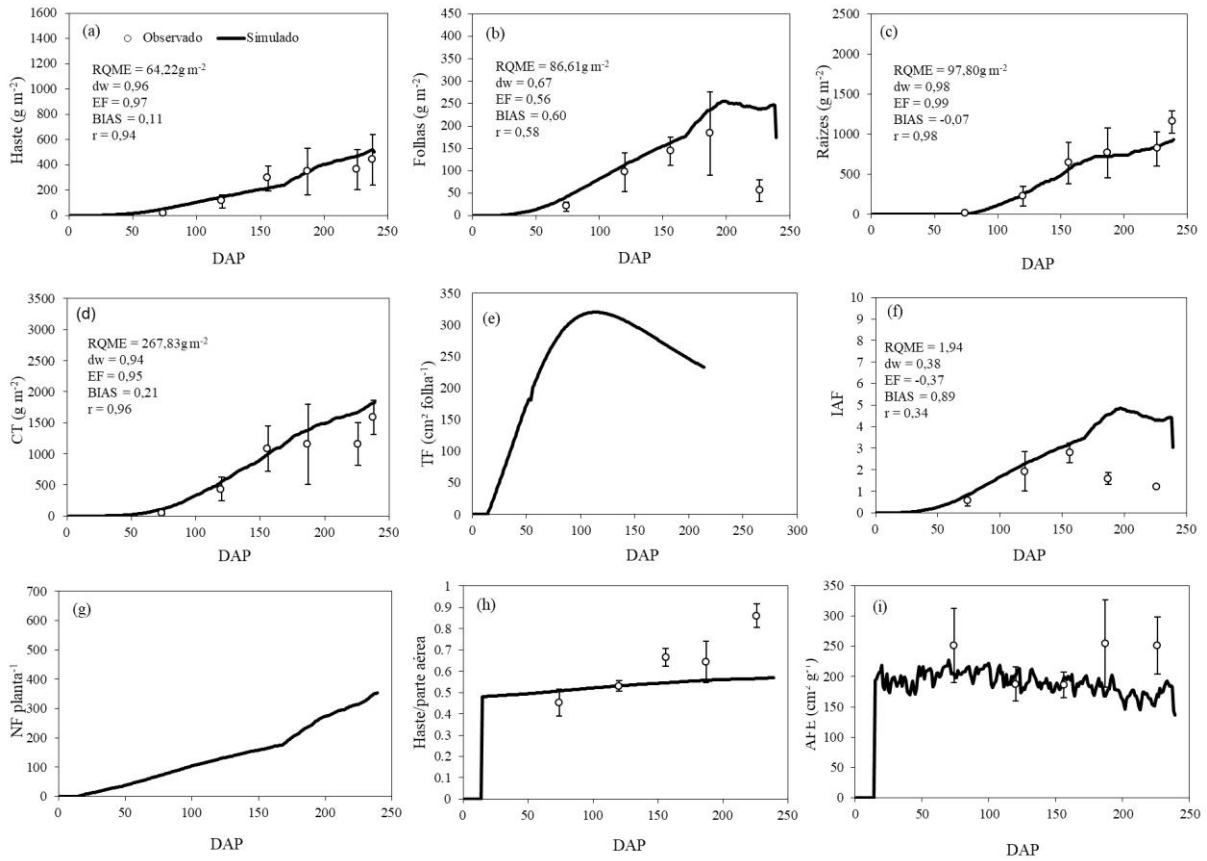 (a)
Observado Simulado
RQME = 64,22g m⁻²
dw = 0,96
EF = 0,97
BIAS = 0,11
r = 0,94
Haste (g m⁻²)
1600
1400
1200
1000
800
600
400
200
0
0 50 100 150 200 250
DAP
(b)
RQME = 86,61g m⁻²
dw = 0,67
EF = 0,56
BIAS = 0,60
r = 0,58
Folhas (g m⁻²)
450
400
350
300
250
200
150
100
50
0
0 50 100 150 200 250
DAP
(c)
RQME = 97,80g m⁻²
dw = 0,98
EF = 0,99
BIAS = -0,07
r = 0,98
Raízes (g m⁻²)
2500
2000
1500
1000
500
0
0 50 100 150 200 250
DAP
(d)
RQME = 267,83g m⁻²
dw = 0,94
EF = 0,95
BIAS = 0,21
r = 0,96
CT (g m⁻²)
3500
3000
2500
2000
1500
1000
500
0
0 50 100 150 200 250
DAP
(e)
TF (cm² folha⁻¹)
350
300
250
200
150
100
50
0
0 50 100 150 200 250 300
DAP
(f)
RQME = 1,94
dw = 0,38
EF = -0,37
BIAS = 0,89
r = 0,34
IAF
10
9
8
7
6
5
4
3
2
1
0
0 50 100 150 200 250
DAP
(g)
NF planta⁻¹
700
600
500
400
300
200
100
0
0 50 100 150 200 250
DAP
(h)
Haste/parte aérea
1
0.9
0.8
0.7
0.6
0.5
0.4
0.3
0.2
0.1
0
0 50 100 150 200 250
DAP
(i)
AFE (cm² g⁻¹)
350
300
250
200
150
100
50
0
0 50 100 150 200 250
DAP